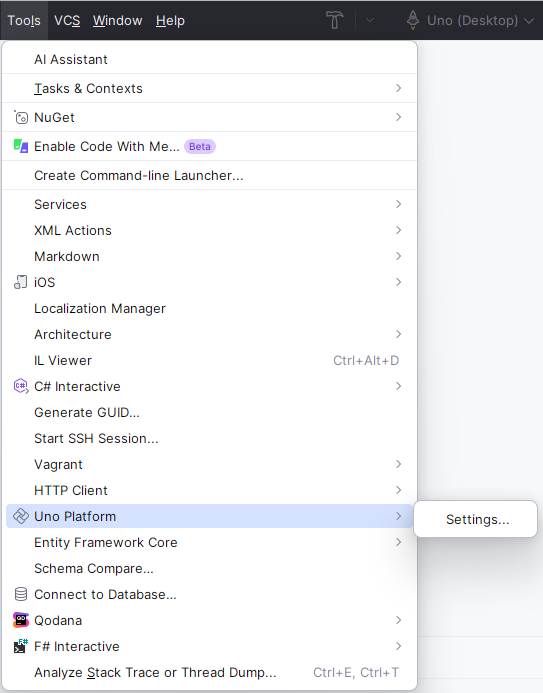 Tools VCS Window Help Uno (Desktop)
AI Assistant
Tasks & Contexts
NuGet
Enable Code With Me... Beta
Create Command-line Launcher...
Services
XML Actions
Markdown
iOS
Localization Manager
Architecture
IL Viewer Ctrl+Alt+D
C# C# Interactive
Generate GUID...
Start SSH Session...
Vagrant
HTTP Client
Uno Platform Settings...
Entity Framework Core
Schema Compare...
Connect to Database...
QD Qodana
F# F# Interactive
Analyze Stack Trace or Thread Dump... Ctrl+E, Ctrl+T